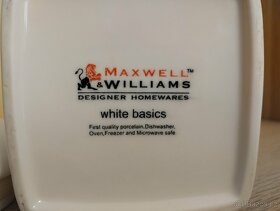 MAXWELL™
& WILLIAMS
DESIGNER HOMEWARES
white basics
First quality porcelain.Dishwasher,
Oven,Freezer and Microwave safe.